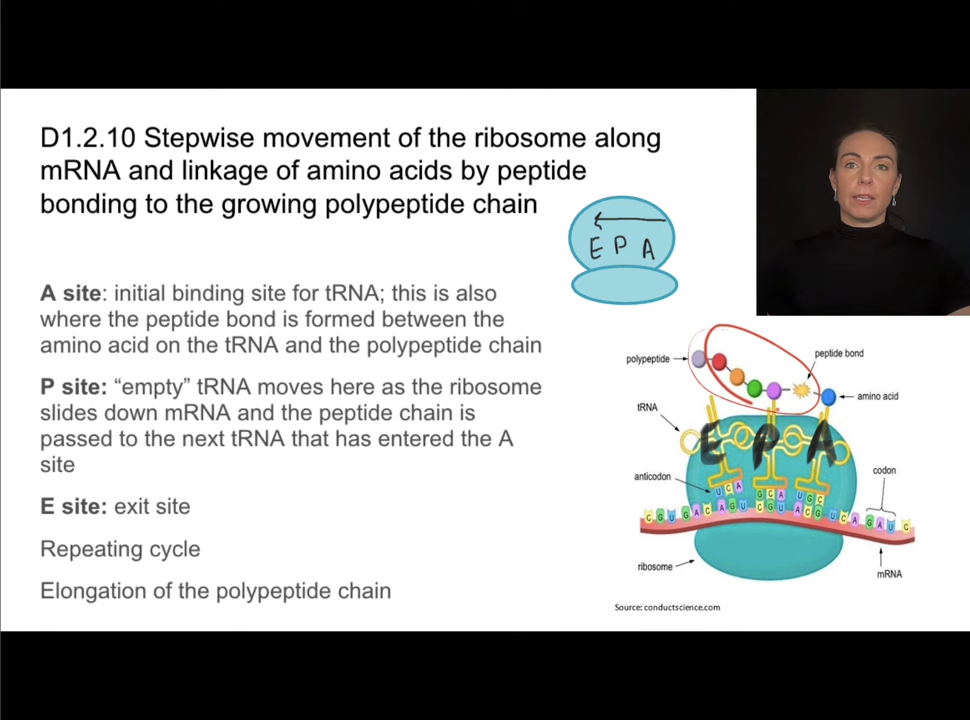 D1.2.10 Stepwise movement of the ribosome along
mRNA and linkage of amino acids by peptide
bonding to the growing polypeptide chain
E P A
A site: initial binding site for tRNA; this is also
where the peptide bond is formed between the
amino acid on the tRNA and the polypeptide chain
P site: “empty” tRNA moves here as the ribosome
slides down mRNA and the peptide chain is
passed to the next tRNA that has entered the A
site
E site: exit site
Repeating cycle
Elongation of the polypeptide chain
polypeptide
peptide bond
amino acid
tRNA
E P A
anticodon
codon
UCA GCA UGC
CGUGACAGUCGUACGUCAGAUC
ribosome
mRNA
Source: conductscience.com